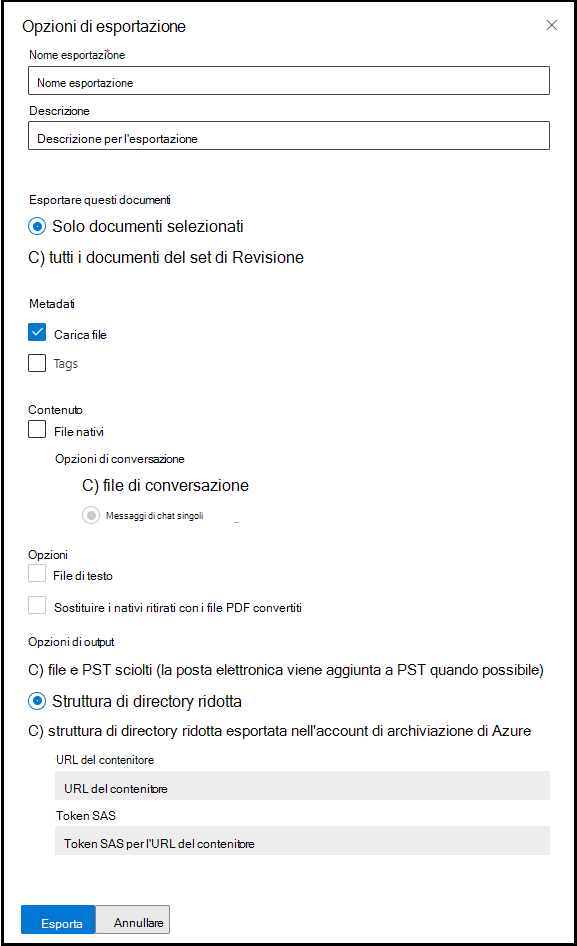 Opzioni di esportazione
Nome esportazione*
Nome esportazione
Descrizione
Descrizione per l'esportazione
Esportare questi documenti
Solo documenti selezionati
C) tutti i documenti del set di Revisione
Metadati
Carica file
Tags
Contenuto
File nativi
Opzioni di conversazione
C) file di conversazione
Messaggi di chat singoli
Opzioni
File di testo
Sostituire i nativi ritirati con i file PDF convertiti
Opzioni di output
C) file e PST sciolti (la posta elettronica viene aggiunta a PST quando possibile)
Struttura di directory ridotta
C) struttura di directory ridotta esportata nell'account di archiviazione di Azure
URL del contenitore
URL del contenitore
Token SAS
Token SAS per l'URL del contenitore
Esporta Annullare